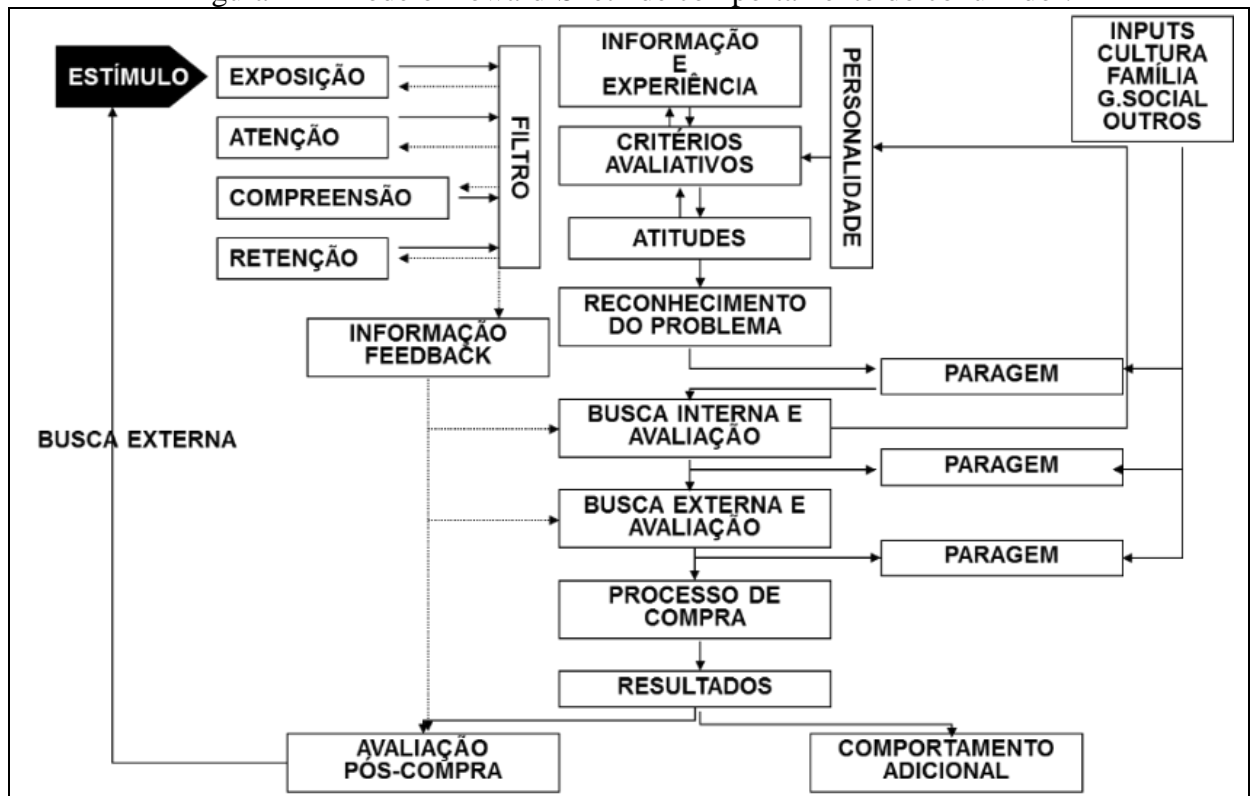 ESTÍMULO
EXPOSIÇÃO
ATENÇÃO
COMPREENSÃO
RETENÇÃO
FILTRO
INFORMAÇÃO
FEEDBACK
INFORMAÇÃO
E
EXPERIÊNCIA
CRITÉRIOS
AVALIATIVOS
ATITUDES
PERSONALIDADE
INPUTS
CULTURA
FAMÍLIA
G.SOCIAL
OUTROS
RECONHECIMENTO
DO PROBLEMA
PARAGEM
BUSCA INTERNA E
AVALIAÇÃO
BUSCA EXTERNA
PARAGEM
BUSCA EXTERNA E
AVALIAÇÃO
PARAGEM
PROCESSO DE
COMPRA
RESULTADOS
AVALIAÇÃO
PÓS-COMPRA
COMPORTAMENTO
ADICIONAL